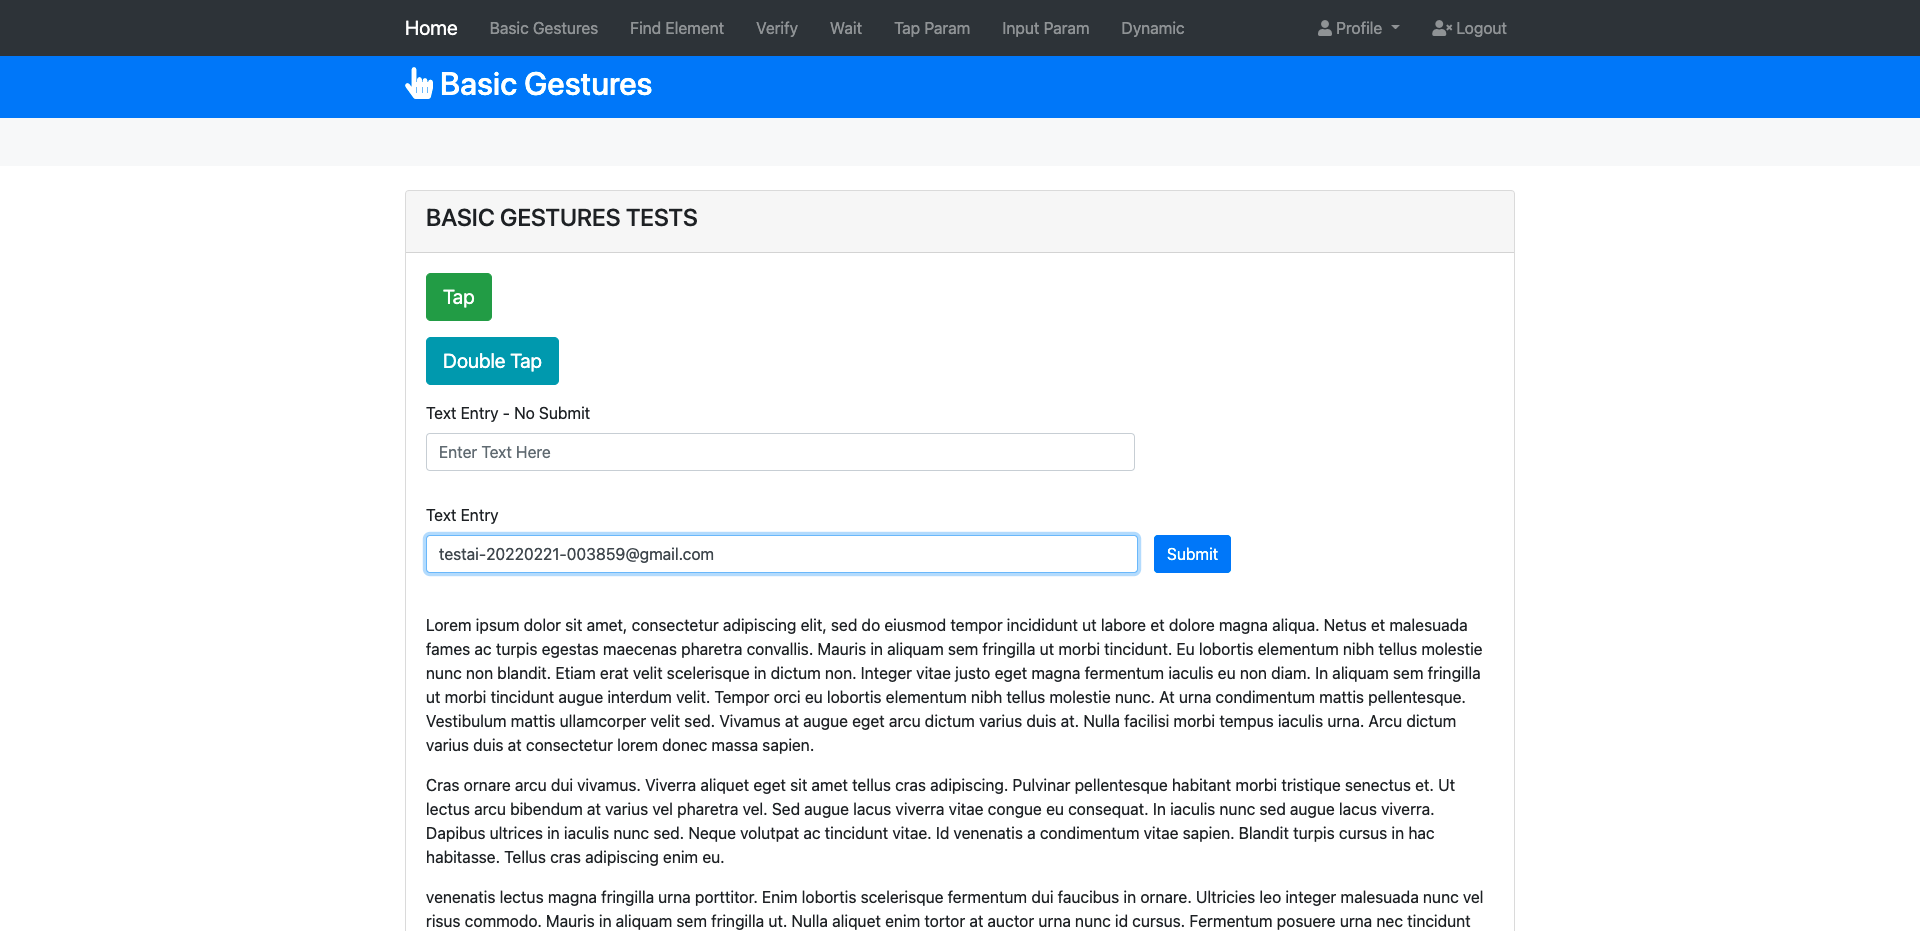 Home Basic Gestures Find Element Verify Wait Tap Param Input Param Dynamic Profile Logout
Basic Gestures
BASIC GESTURES TESTS
Tap
Double Tap
Text Entry - No Submit
Enter Text Here
Text Entry
testai-20220221-003859@gmail.com Submit
Lorem ipsum dolor sit amet, consectetur adipiscing elit, sed do eiusmod tempor incididunt ut labore et dolore magna aliqua. Netus et malesuada
fames ac turpis egestas maecenas pharetra convallis. Mauris in aliquam sem fringilla ut morbi tincidunt. Eu lobortis elementum nibh tellus molestie
nunc non blandit. Etiam erat velit scelerisque in dictum non. Integer vitae justo eget magna fermentum iaculis eu non diam. In aliquam sem fringilla
ut morbi tincidunt augue interdum velit. Tempor orci eu lobortis elementum nibh tellus molestie nunc. At urna condimentum mattis pellentesque.
Vestibulum mattis ullamcorper velit sed. Vivamus at augue eget arcu dictum varius duis at. Nulla facilisi morbi tempus iaculis urna. Arcu dictum
varius duis at consectetur lorem donec massa sapien.
Cras ornare arcu dui vivamus. Viverra aliquet eget sit amet tellus cras adipiscing. Pulvinar pellentesque habitant morbi tristique senectus et. Ut
lectus arcu bibendum at varius vel pharetra vel. Sed augue lacus viverra vitae congue eu consequat. In iaculis nunc sed augue lacus viverra.
Dapibus ultrices in iaculis nunc sed. Neque volutpat ac tincidunt vitae. Id venenatis a condimentum vitae sapien. Blandit turpis cursus in hac
habitasse. Tellus cras adipiscing enim eu.
venenatis lectus magna fringilla urna porttitor. Enim lobortis scelerisque fermentum dui faucibus in ornare. Ultricies leo integer malesuada nunc vel
risus commodo. Mauris in aliquam sem fringilla ut. Nulla aliquet enim tortor at auctor urna nunc id cursus. Fermentum posuere urna nec tincidunt